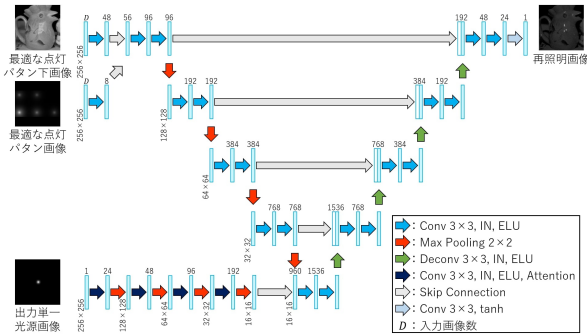 D 48 56 96 96 192 48 24 1
256×256
最適な点灯
パタン下画像
再照明画像
D 8 192 192 384 192
256×256
128×128
最適な点灯
パタン画像
384 384 768 384
64×64
768 768 1536 768
32×32
1 24 48 96 192 960 1536
256×256
128×128
64×64
32×32
16×16
16×16
出力単一
光源画像
: Conv 3×3, IN, ELU
: Max Pooling 2×2
: Deconv 3×3, IN, ELU
: Conv 3×3, IN, ELU, Attention
: Skip Connection
: Conv 3×3, tanh
D : 入力画像数